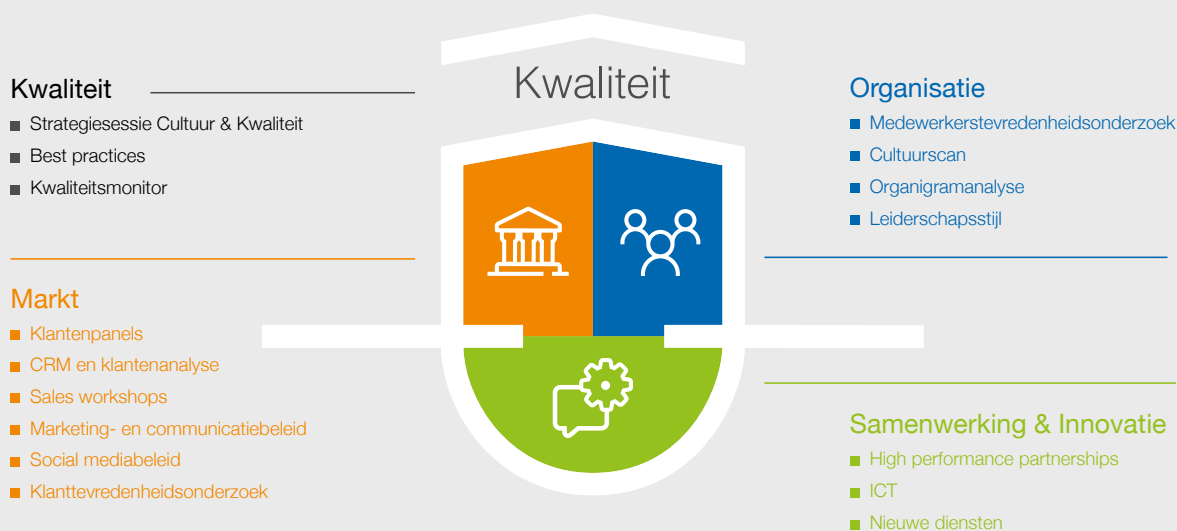 Kwaliteit
Kwaliteit
Strategiesessie Cultuur & Kwaliteit
Best practices
Kwaliteitsmonitor
Markt
Klantenpanels
CRM en klantenanalyse
Sales workshops
Marketing- en communicatiebeleid
Social mediabeleid
Klanttevredenheidsonderzoek
Organisatie
Medewerkerstevredenheidsonderzoek
Cultuurscan
Organigramanalyse
Leiderschapsstijl
Samenwerking & Innovatie
High performance partnerships
ICT
Nieuwe diensten